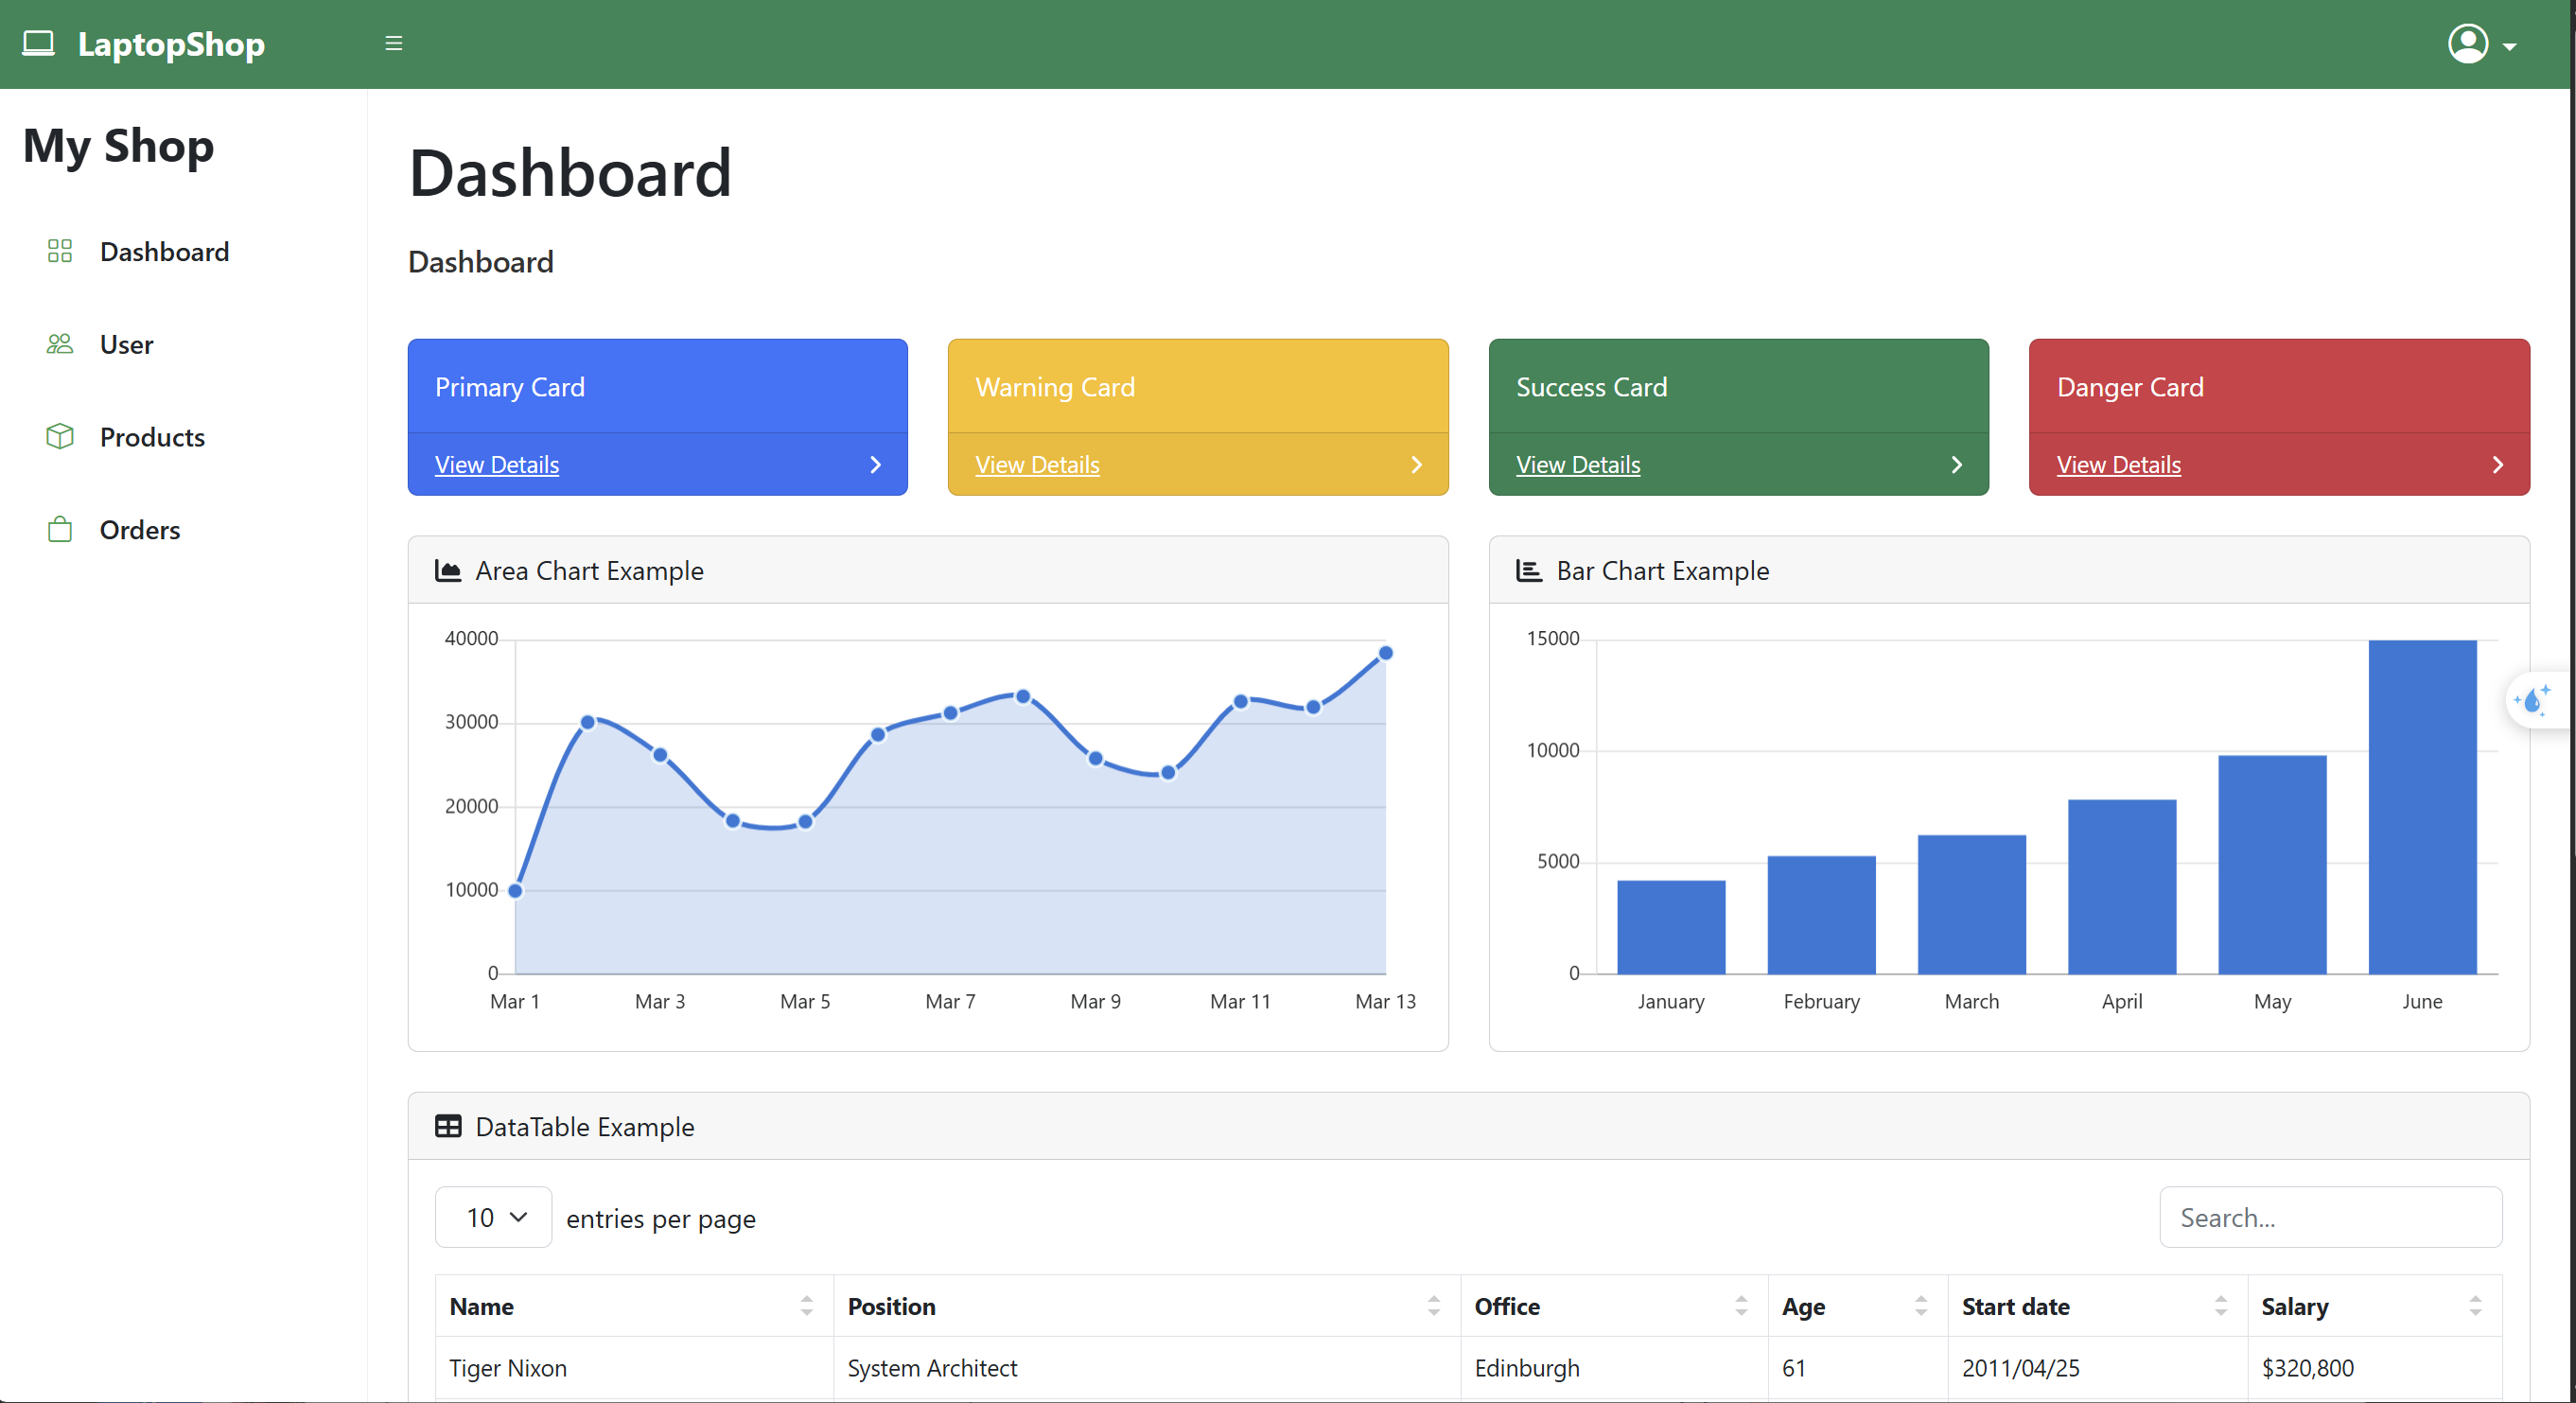 LaptopShop
My Shop
Dashboard
User
Products
Orders
Dashboard
Dashboard
Primary Card
View Details
Warning Card
View Details
Success Card
View Details
Danger Card
View Details
Area Chart Example
40000
30000
20000
10000
0
Mar 1 Mar 3 Mar 5 Mar 7 Mar 9 Mar 11 Mar 13
Bar Chart Example
15000
10000
5000
0
January February March April May June
DataTable Example
10 entries per page
Search...
Name Position Office Age Start date Salary
Tiger Nixon System Architect Edinburgh 61 2011/04/25 $320,800